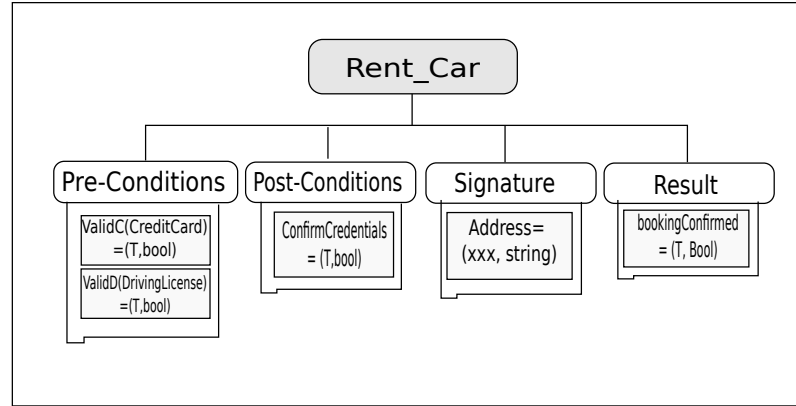 Rent_Car
Pre-Conditions
ValidC(CreditCard)
=(T,bool)
ValidD(DrivingLicense)
=(T,bool)
Post-Conditions
ConfirmCredentials
= (T,bool)
Signature
Address=
(xxx, string)
Result
bookingConfirmed
= (T, Bool)